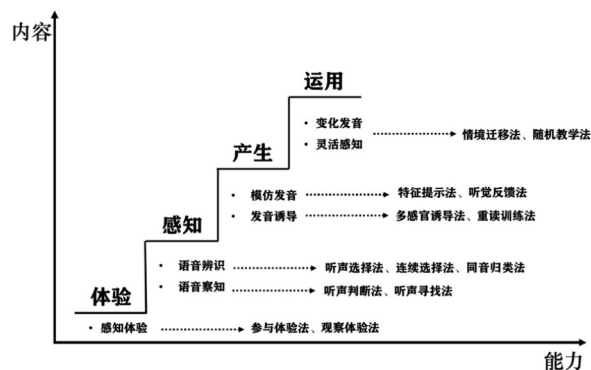 内容
运用
• 变化发音
• 灵活感知
情境迁移法、随机教学法
产生
• 模仿发音 特征提示法、听觉反馈法
• 发音诱导 多感官诱导法、重读训练法
感知
• 语音辨识 听声选择法、连续选择法、同音归类法
• 语音察知 听声判断法、听声寻找法
体验
• 感知体验 参与体验法、观察体验法
能力